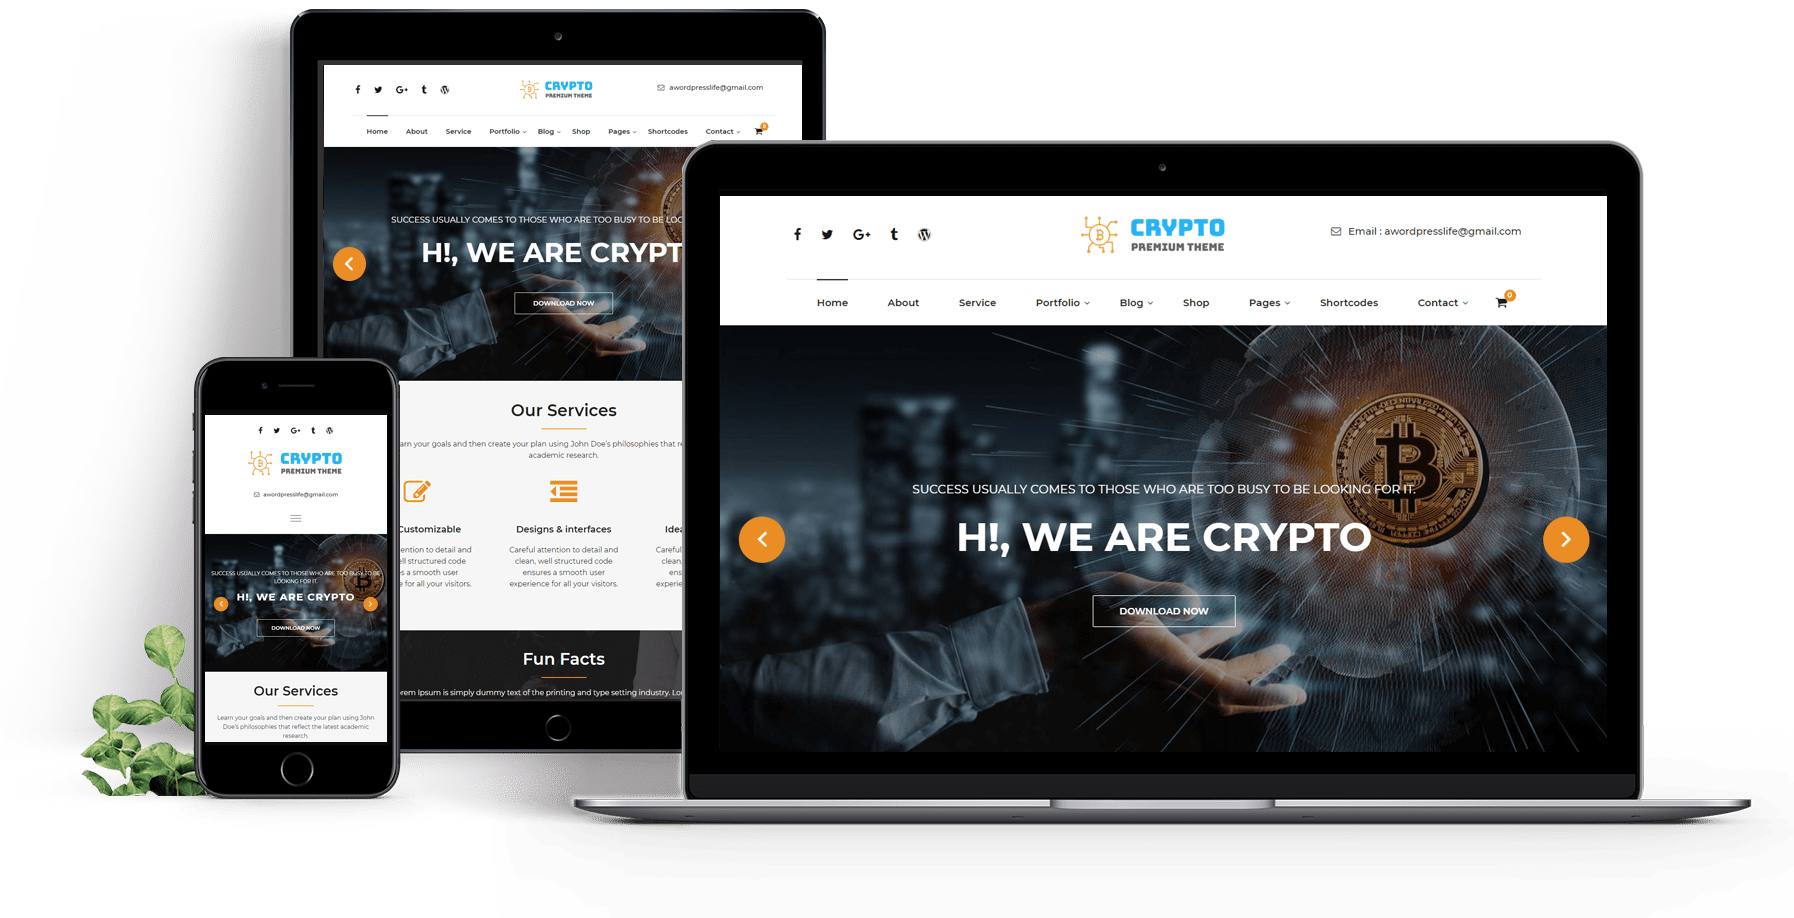 CRYPTO
PREMIUM THEME
awordpresslife@gmail.com
Home About Service Portfolio Blog Shop Pages Shortcodes Contact 0
SUCCESS USUALLY COMES TO THOSE WHO ARE TOO BUSY TO BE LOO
H!, WE ARE CRYPT
DOWNLOAD NOW
Our Services
arn your goals and then create your plan using John Doe's philosophies that re
academic research.
Customizable Designs & interfaces Idea
ention to detail and Careful attention to detail and Careful
ell structured code clean, well structured code clean,
es a smooth user ensures a smooth user ens
e for all your visitors. experience for all your visitors. experie
Fun Facts
orem Ipsum is simply dummy text of the printing and type setting industry. Lo
CRYPTO
PREMIUM THEME
Email : awordpresslife@gmail.com
Home About Service Portfolio Blog Shop Pages Shortcodes Contact 0
SUCCESS USUALLY COMES TO THOSE WHO ARE TOO BUSY TO BE LOOKING FOR IT.
H!, WE ARE CRYPTO
DOWNLOAD NOW
CRYPTO
PREMIUM THEME
awordpresslife@gmail.com
SUCCESS USUALLY COMES TO THOSE WHO ARE TOO BUSY TO BE
LOOKING FOR IT.
H!, WE ARE CRYPTO
DOWNLOAD NOW
Our Services
Learn your goals and then create your plan using John
Doe's philosophies that reflect the latest academic
research.